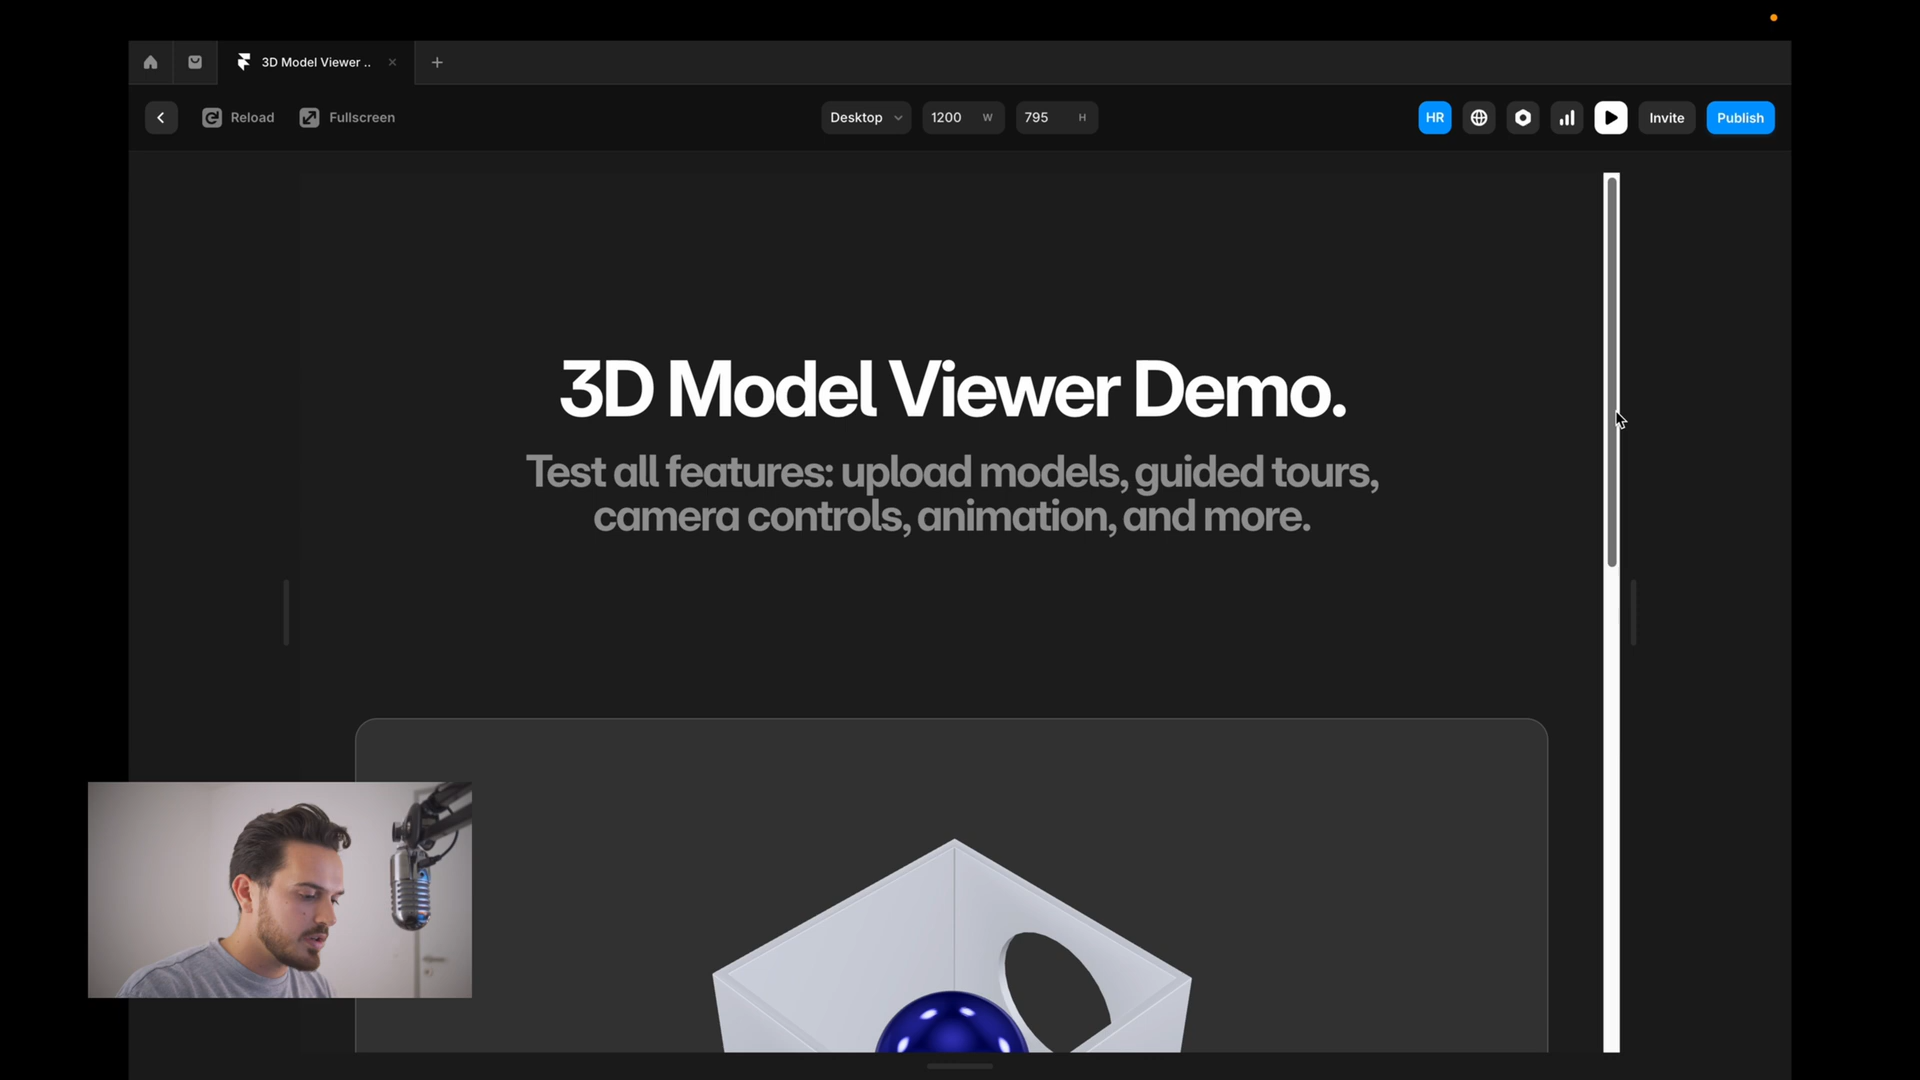 3D Model Viewer ..
Reload
Fullscreen
Desktop
1200 W
795 H
HR
Invite
Publish
3D Model Viewer Demo.
Test all features: upload models, guided tours,
camera controls, animation, and more.